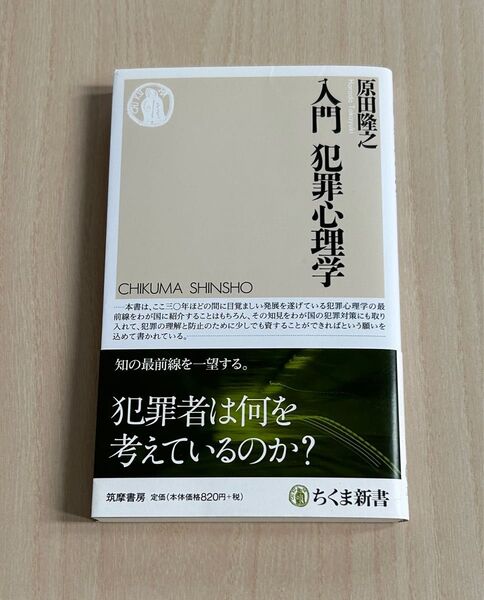 原田隆之
Harada Takayuki
入門 犯罪心理学
CHIKUMA SHINSHO
……本書は、ここ三〇年ほどの間に目覚ましい発展を遂げている犯罪心理学の最
前線をわが国に紹介することはもちろん、その知見をわが国の犯罪対策にも取り
入れて、犯罪の理解と防止のために少しでも資することができればという願いを
込めて書かれている。
知の最前線を一望する。
犯罪者は何を
考えているのか?
筑摩書房 定価(本体価格820円+税)
ちくま新書